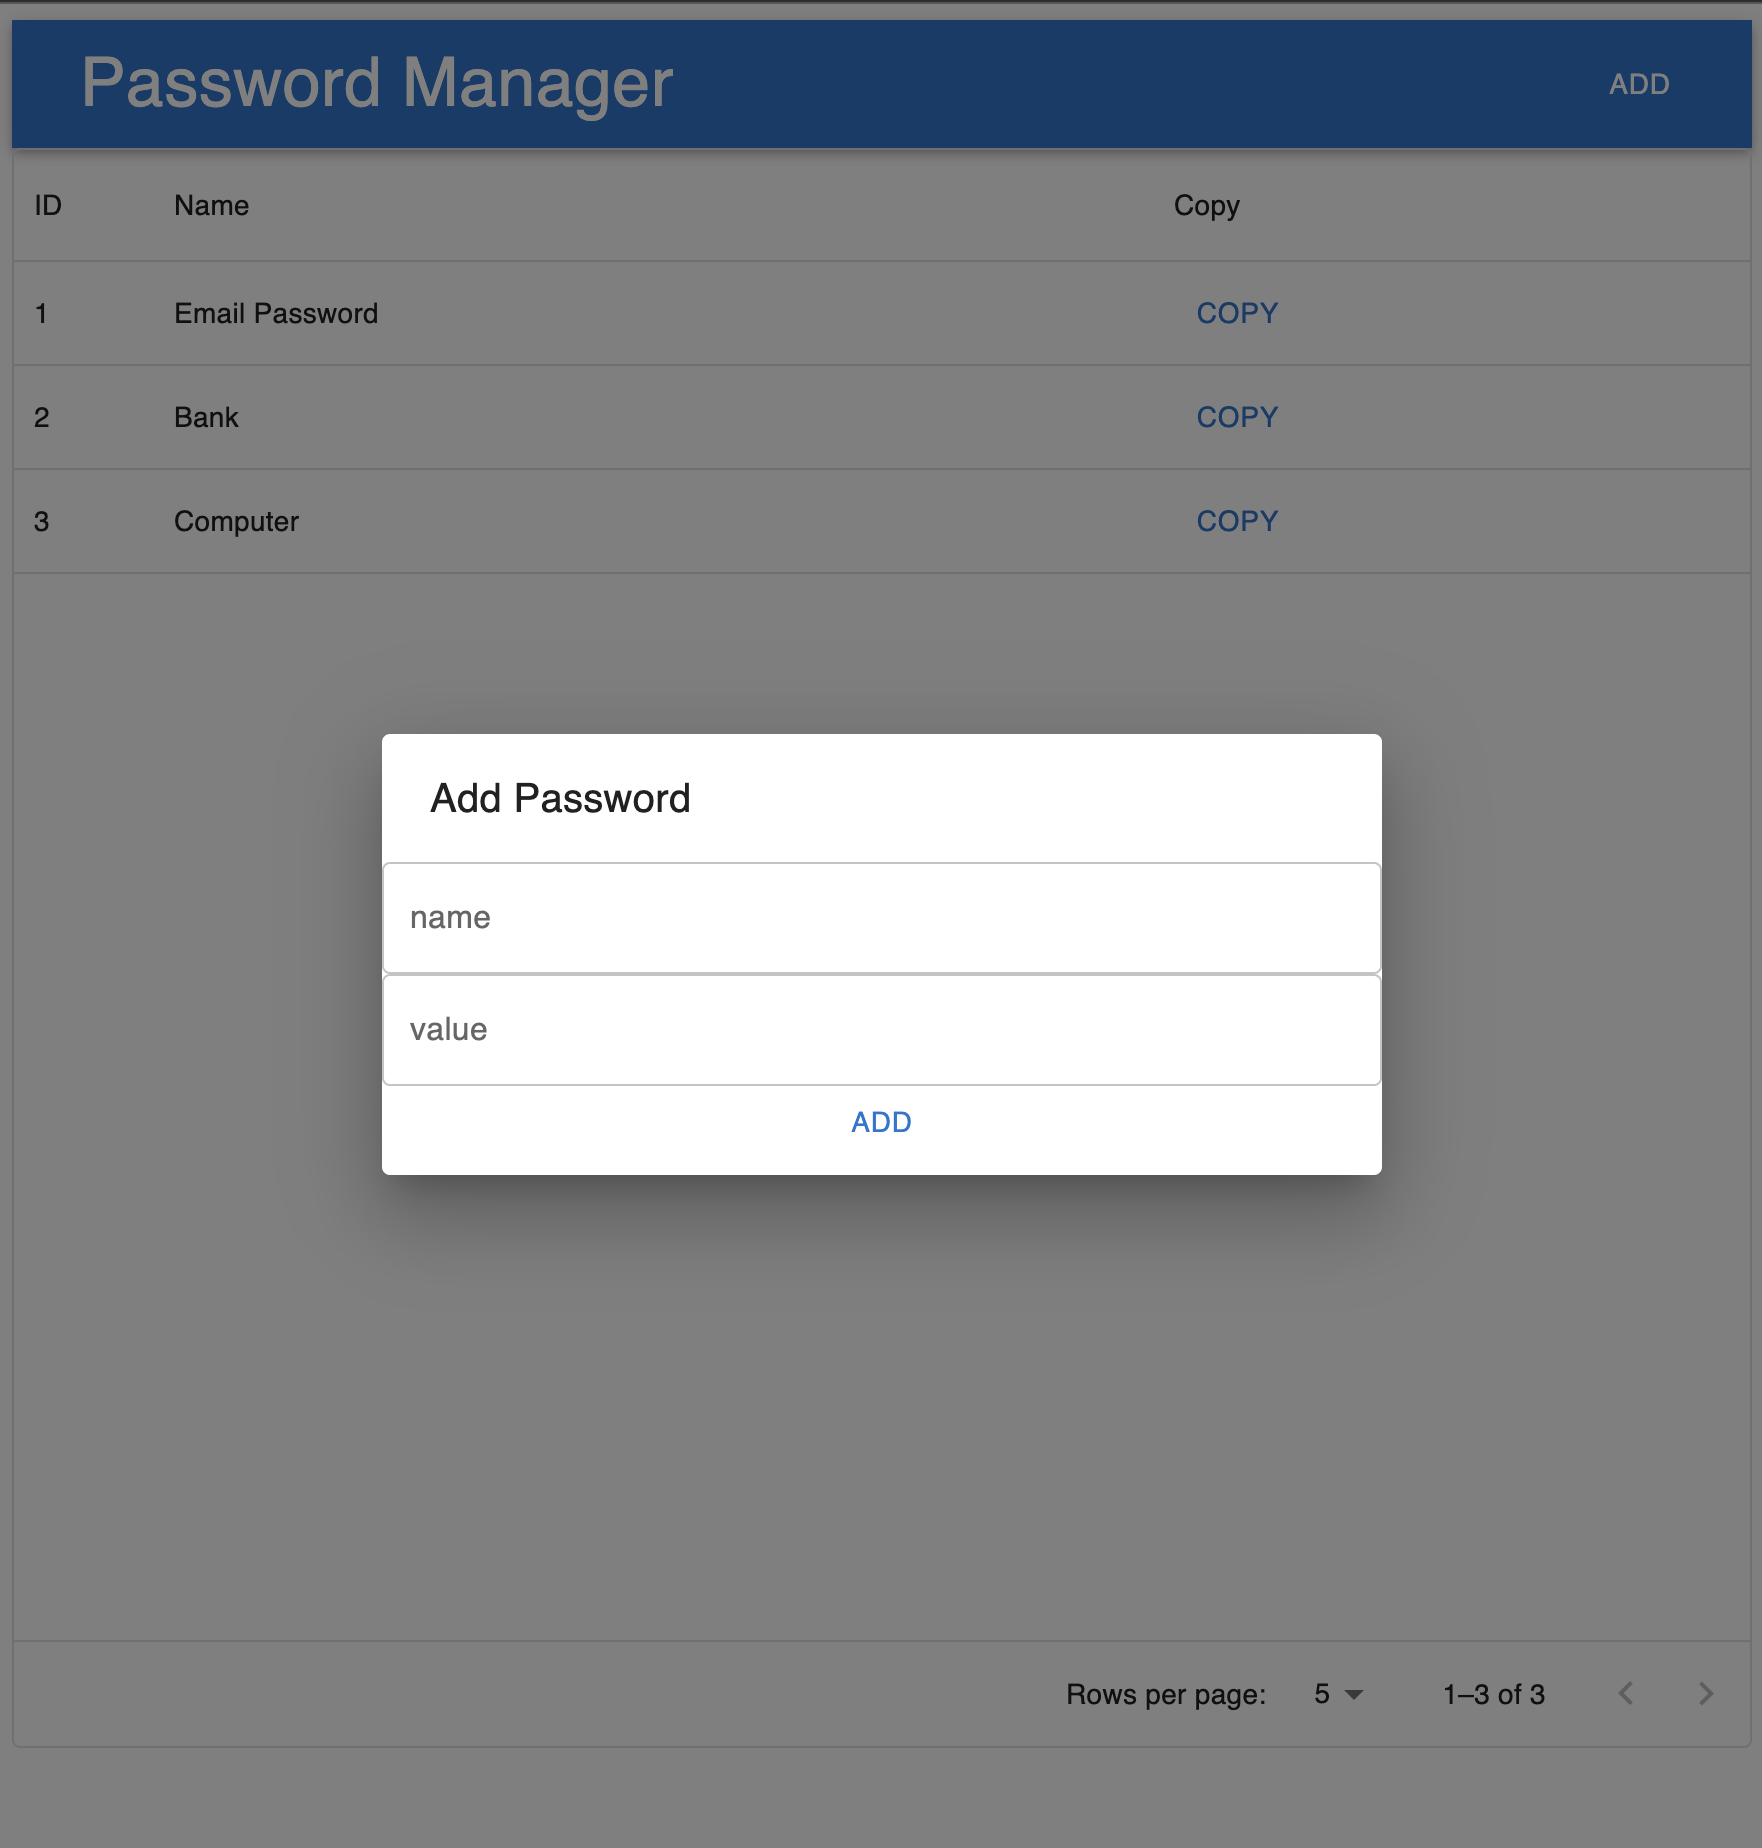 Password Manager ADD
ID Name Copy
1 Email Password COPY
2 Bank COPY
3 Computer COPY
Add Password
name
value
ADD
Rows per page: 5 1–3 of 3